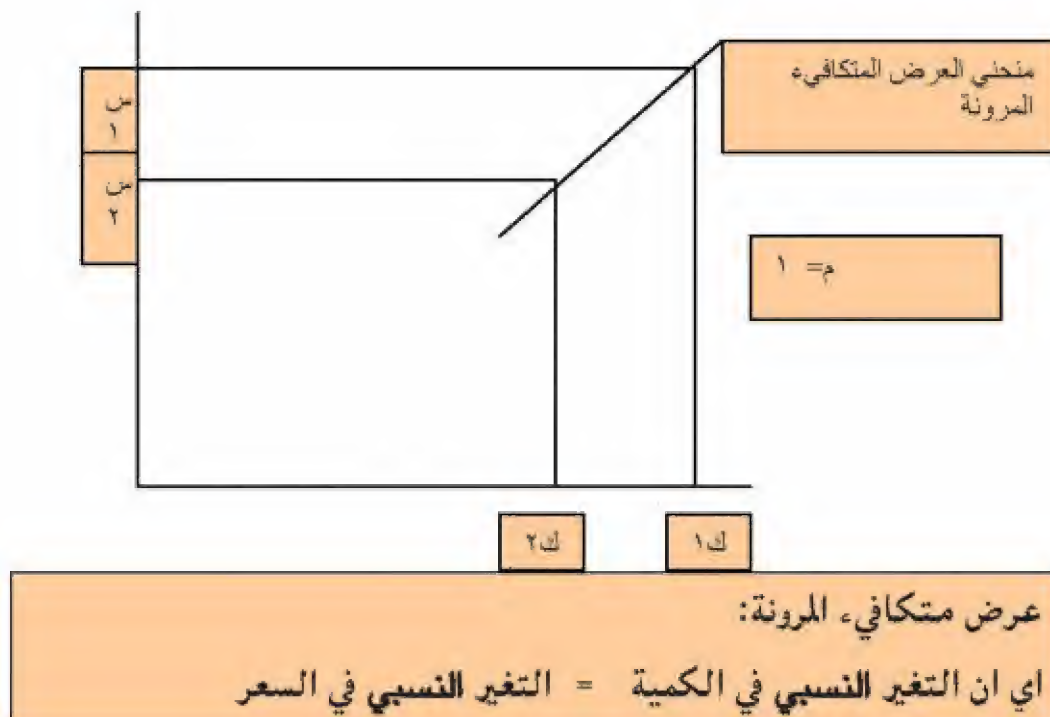 منحني العرض المتكافيء
المرونة
س
١
س
٢
م= ١
ك١
ك٢
عرض متكافيء المرونة:
اي ان التغير النسبي في الكمية = التغير النسبي في السعر